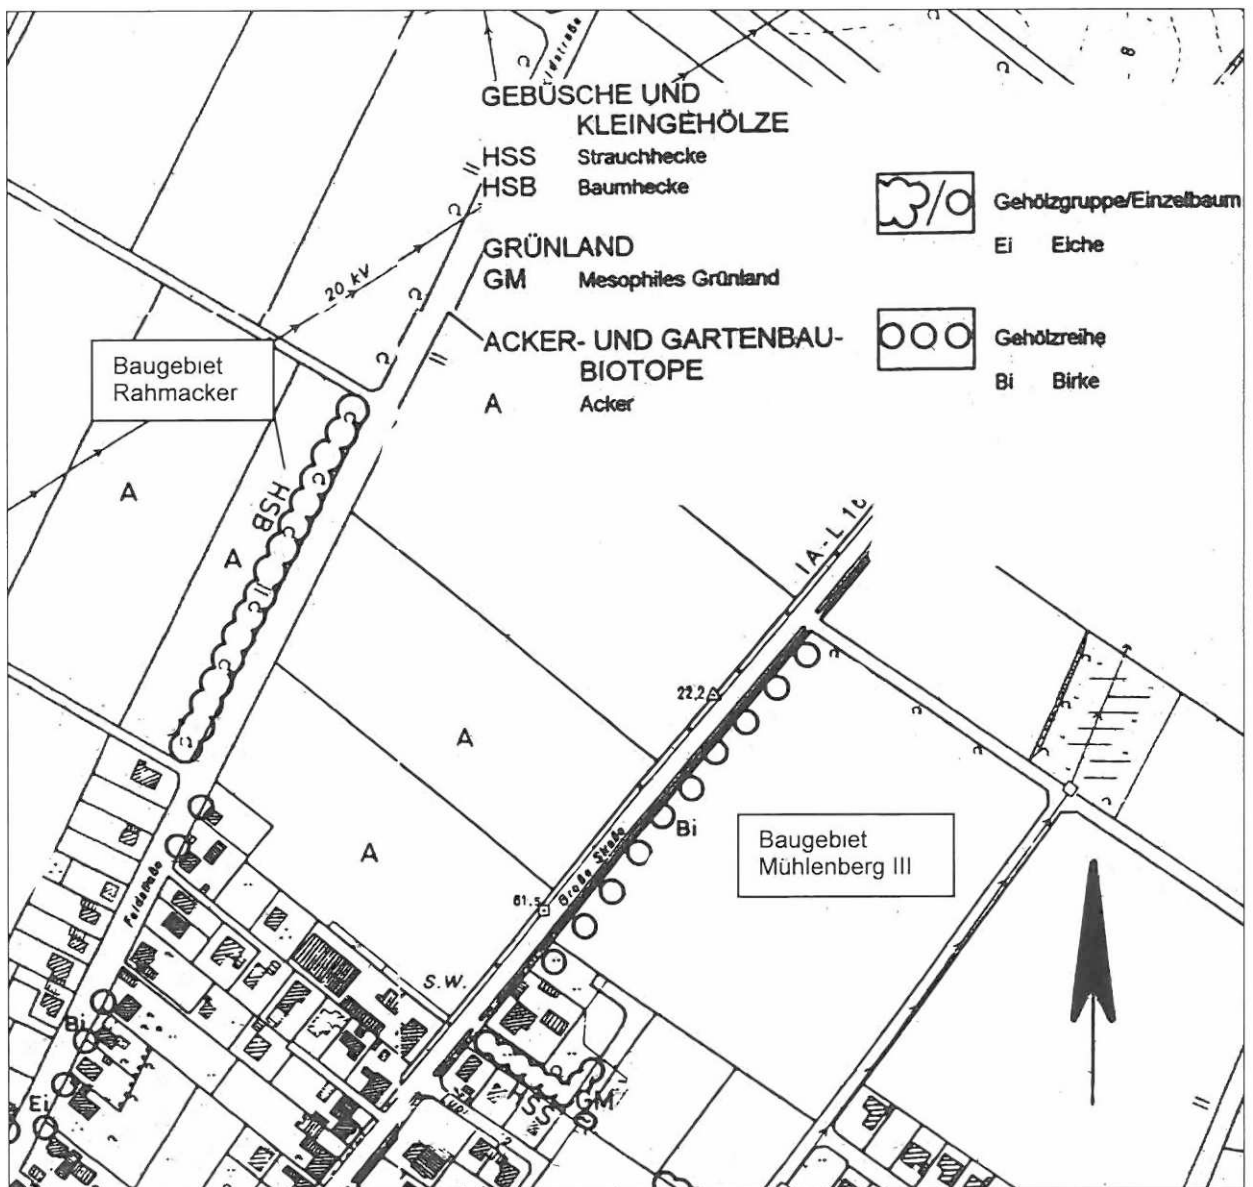 GEBÜSCHE UND
KLEINGEHÖLZE
HSS Strauchhecke
HSB Baumhecke
GRÜNLAND
GM Mesophiles Grünland
ACKER- UND GARTENBAU-
BIOTOPE
A Acker
Gehölzgruppe/Einzelbaum
Ei Eiche
Gehölzreihe
Bi Birke
20 kV
Baugebiet
Rahmacker
A
HSB
A
IA-L
22,2
A
Bi
Baugebiet
Mühlenberg III
A
Große Straße
61.5
Feldstraße
S.W.
Bi
HSS
GM
Ei